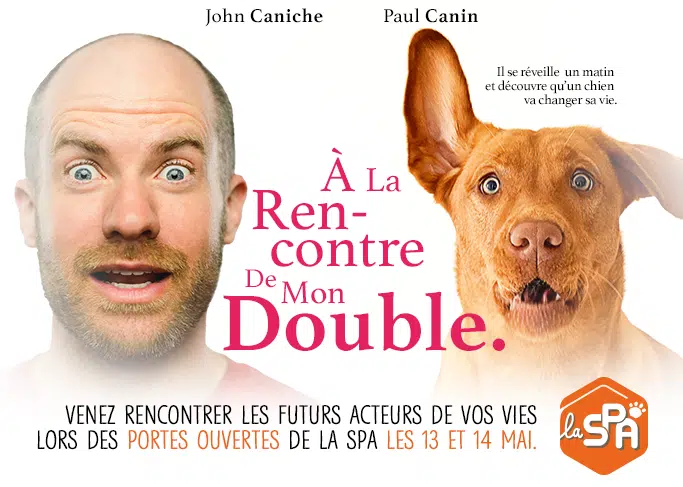 John Caniche
Paul Canin
Il se réveille un matin
et découvre qu'un chien
va changer sa vie.
À La
Ren-
contre
De Mon
Double.
VENEZ RENCONTRER LES FUTURS ACTEURS DE VOS VIES
LORS DES PORTES OUVERTES DE LA SPA LES 13 ET 14 MAI.
la SPA